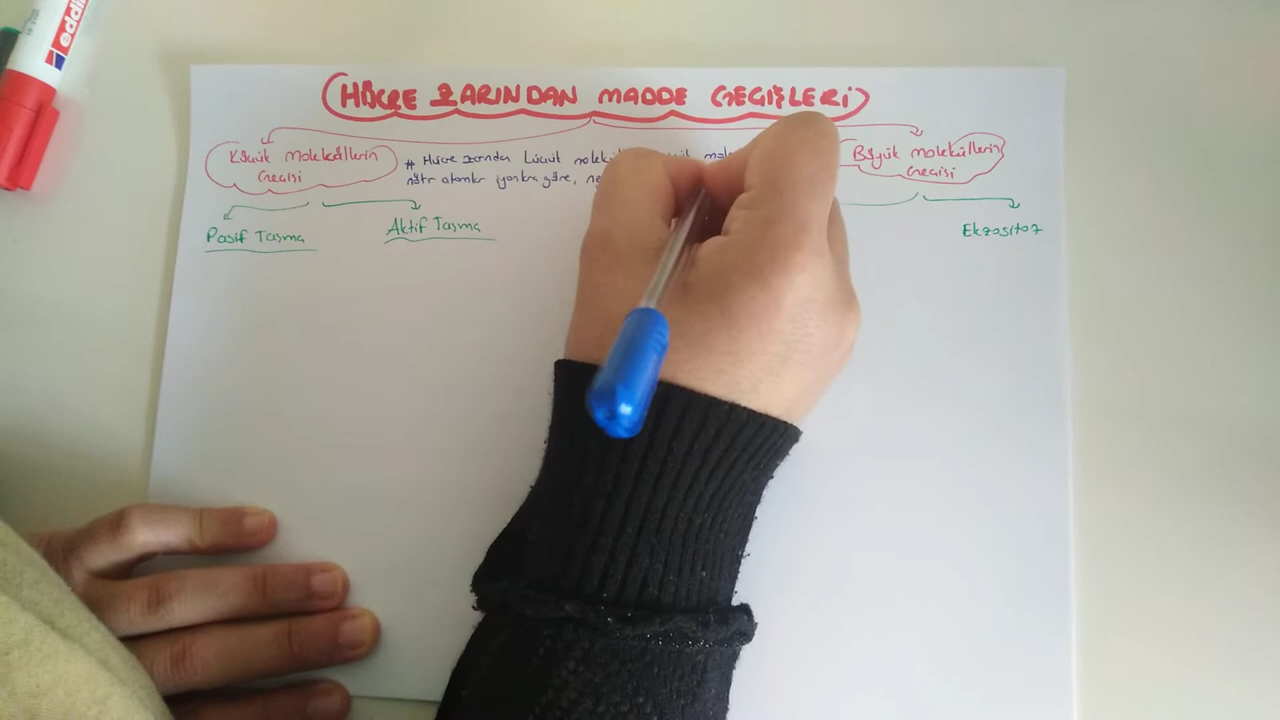 eddin
HÜCRE ZARINDAN MADDE GEÇİŞLERİ
Küçük moleküllerin
Geçişi
# Hücre zarından küçük
nötr atomlar iyonlara göre,
Büyük moleküllerin
Geçişi
Pasif Taşıma
Aktif Taşıma
Ekzositoz